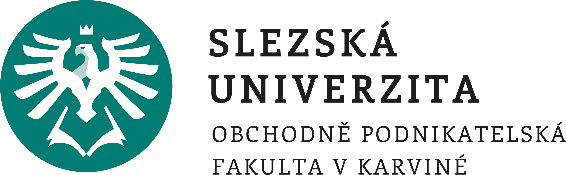 SLEZSKÁ
UNIVERZITA
OBCHODNĚ PODNIKATELSKÁ
FAKULTA V KARVINÉ